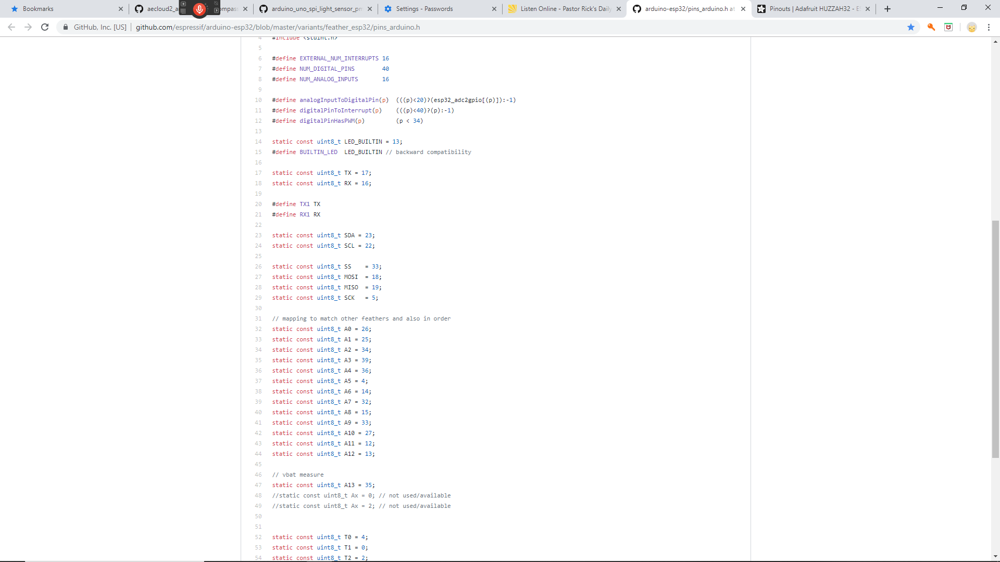 Bookmarks
aecloud2_a
ompass
arduino_uno_spi_light_sensor_pm
Settings - Passwords
Listen Online - Pastor Rick's Daily
arduino-esp32/pins_arduino.h at
Pinouts | Adafruit HUZZAH32 - ES
GitHub, Inc. [US] | github.com/espressif/arduino-esp32/blob/master/variants/feather_esp32/pins_arduino.h
4 #include <stdint.h>
5
6 #define EXTERNAL_NUM_INTERRUPTS 16
7 #define NUM_DIGITAL_PINS 40
8 #define NUM_ANALOG_INPUTS 16
9
10 #define analogInputToDigitalPin(p) (((p)<20)?(esp32_adc2gpio[(p)]):-1)
11 #define digitalPinToInterrupt(p) (((p)<40)?(p):-1)
12 #define digitalPinHasPWM(p) (p < 34)
13
14 static const uint8_t LED_BUILTIN = 13;
15 #define BUILTIN_LED LED_BUILTIN // backward compatibility
16
17 static const uint8_t TX = 17;
18 static const uint8_t RX = 16;
19
20 #define TX1 TX
21 #define RX1 RX
22
23 static const uint8_t SDA = 23;
24 static const uint8_t SCL = 22;
25
26 static const uint8_t SS = 33;
27 static const uint8_t MOSI = 18;
28 static const uint8_t MISO = 19;
29 static const uint8_t SCK = 5;
30
31 // mapping to match other feathers and also in order
32 static const uint8_t A0 = 26;
33 static const uint8_t A1 = 25;
34 static const uint8_t A2 = 34;
35 static const uint8_t A3 = 39;
36 static const uint8_t A4 = 36;
37 static const uint8_t A5 = 4;
38 static const uint8_t A6 = 14;
39 static const uint8_t A7 = 32;
40 static const uint8_t A8 = 15;
41 static const uint8_t A9 = 33;
42 static const uint8_t A10 = 27;
43 static const uint8_t A11 = 12;
44 static const uint8_t A12 = 13;
45
46 // vbat measure
47 static const uint8_t A13 = 35;
48 //static const uint8_t Ax = 0; // not used/available
49 //static const uint8_t Ax = 2; // not used/available
50
51
52 static const uint8_t T0 = 4;
53 static const uint8_t T1 = 0;
54 static const uint8_t T2 = 2;